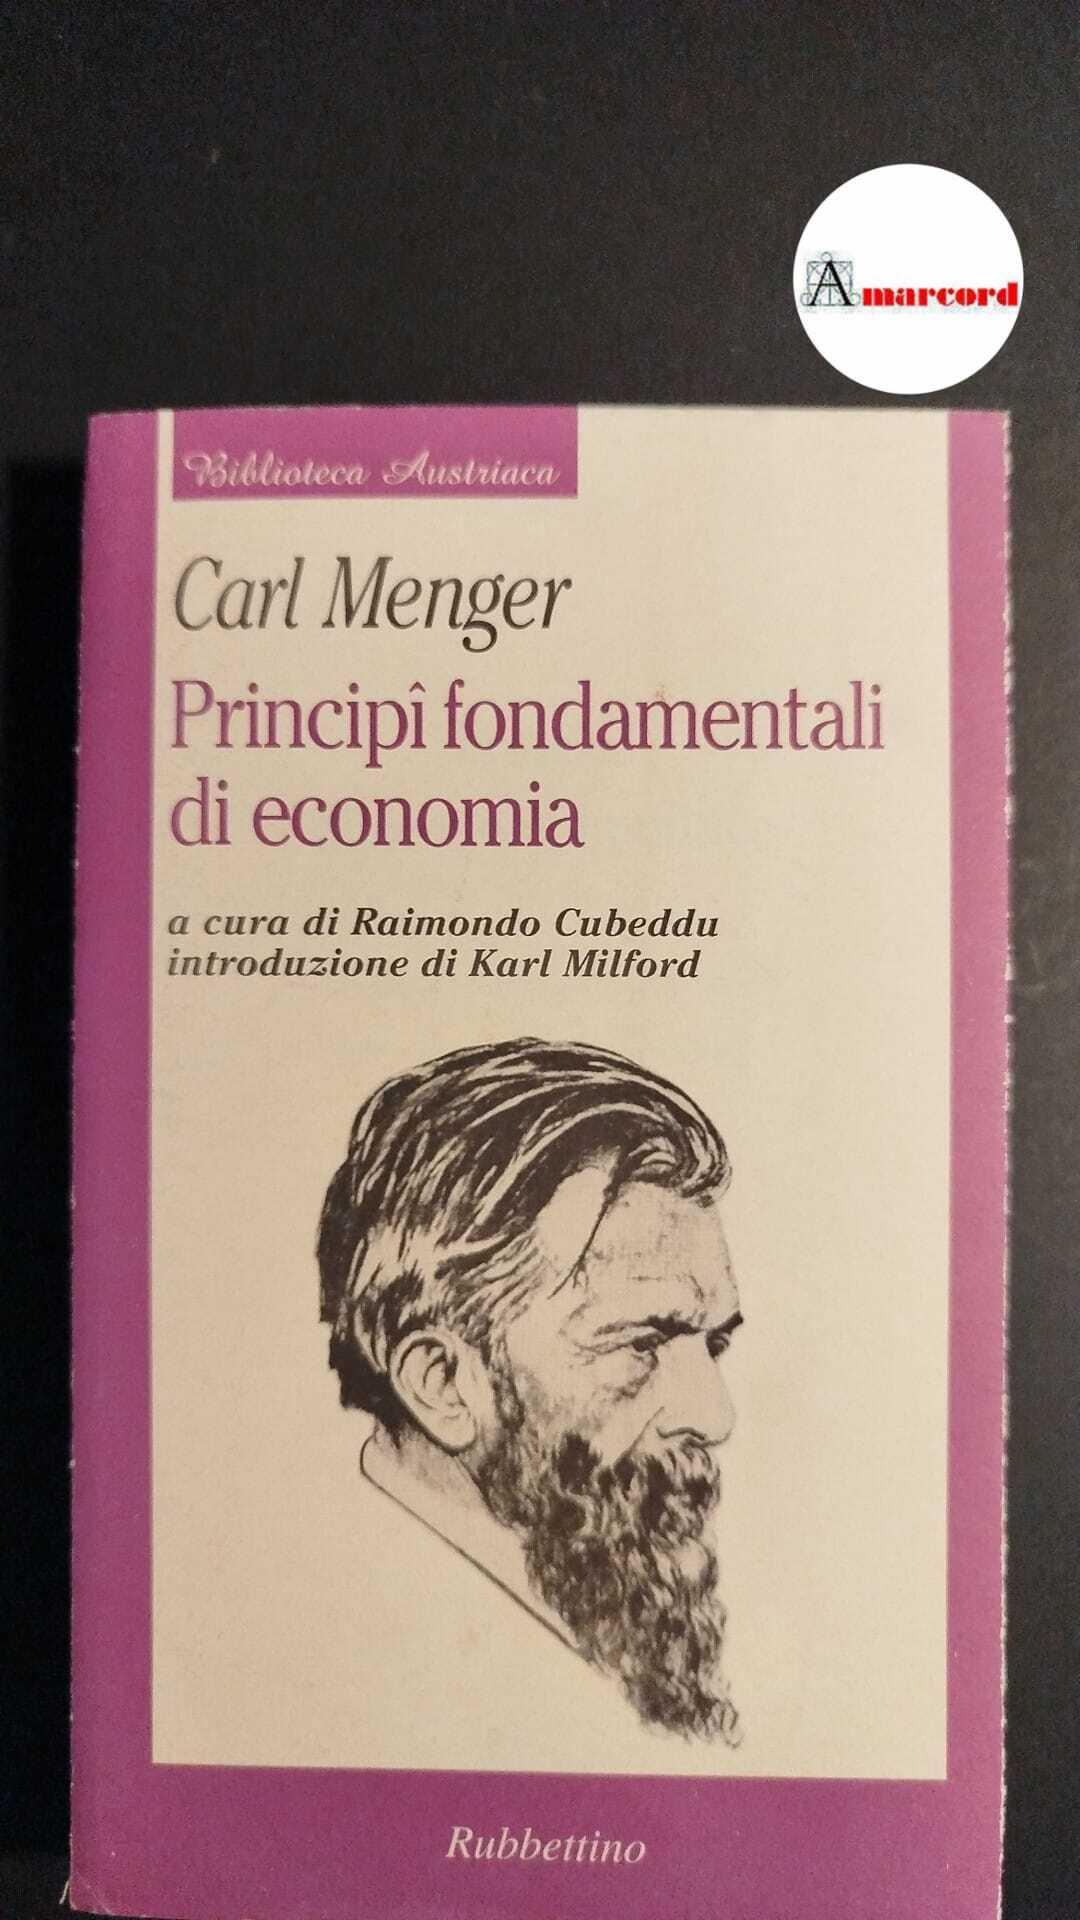 Amarcord
Biblioteca Austriaca
Carl Menger
Principî fondamentali
di economia
a cura di Raimondo Cubeddu
introduzione di Karl Milford
Rubbettino